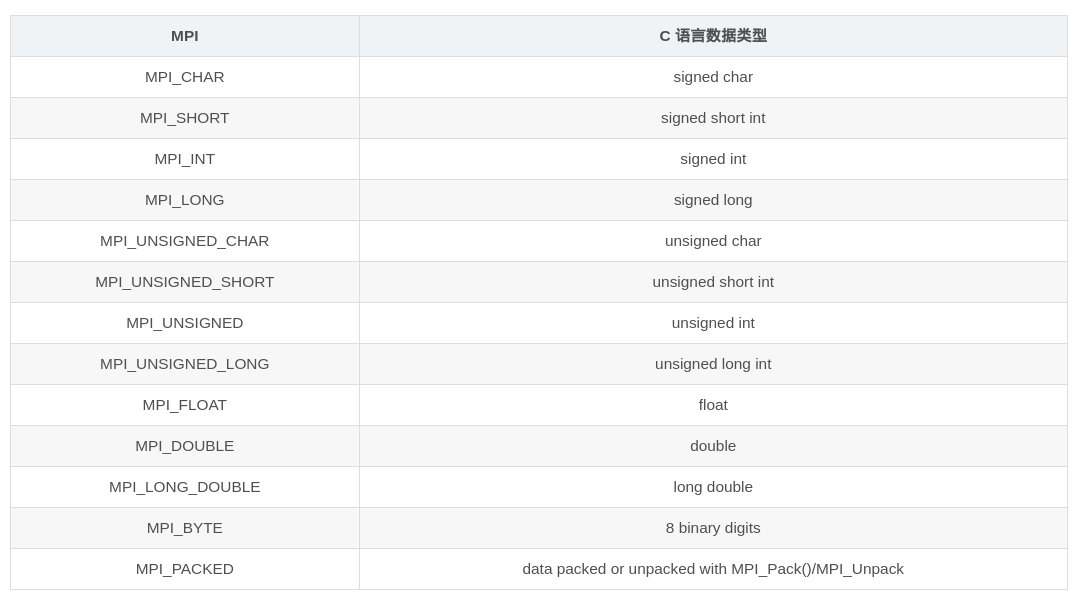 MPI C 语言数据类型
MPI_CHAR signed char
MPI_SHORT signed short int
MPI_INT signed int
MPI_LONG signed long
MPI_UNSIGNED_CHAR unsigned char
MPI_UNSIGNED_SHORT unsigned short int
MPI_UNSIGNED unsigned int
MPI_UNSIGNED_LONG unsigned long int
MPI_FLOAT float
MPI_DOUBLE double
MPI_LONG_DOUBLE long double
MPI_BYTE 8 binary digits
MPI_PACKED data packed or unpacked with MPI_Pack()/MPI_Unpack